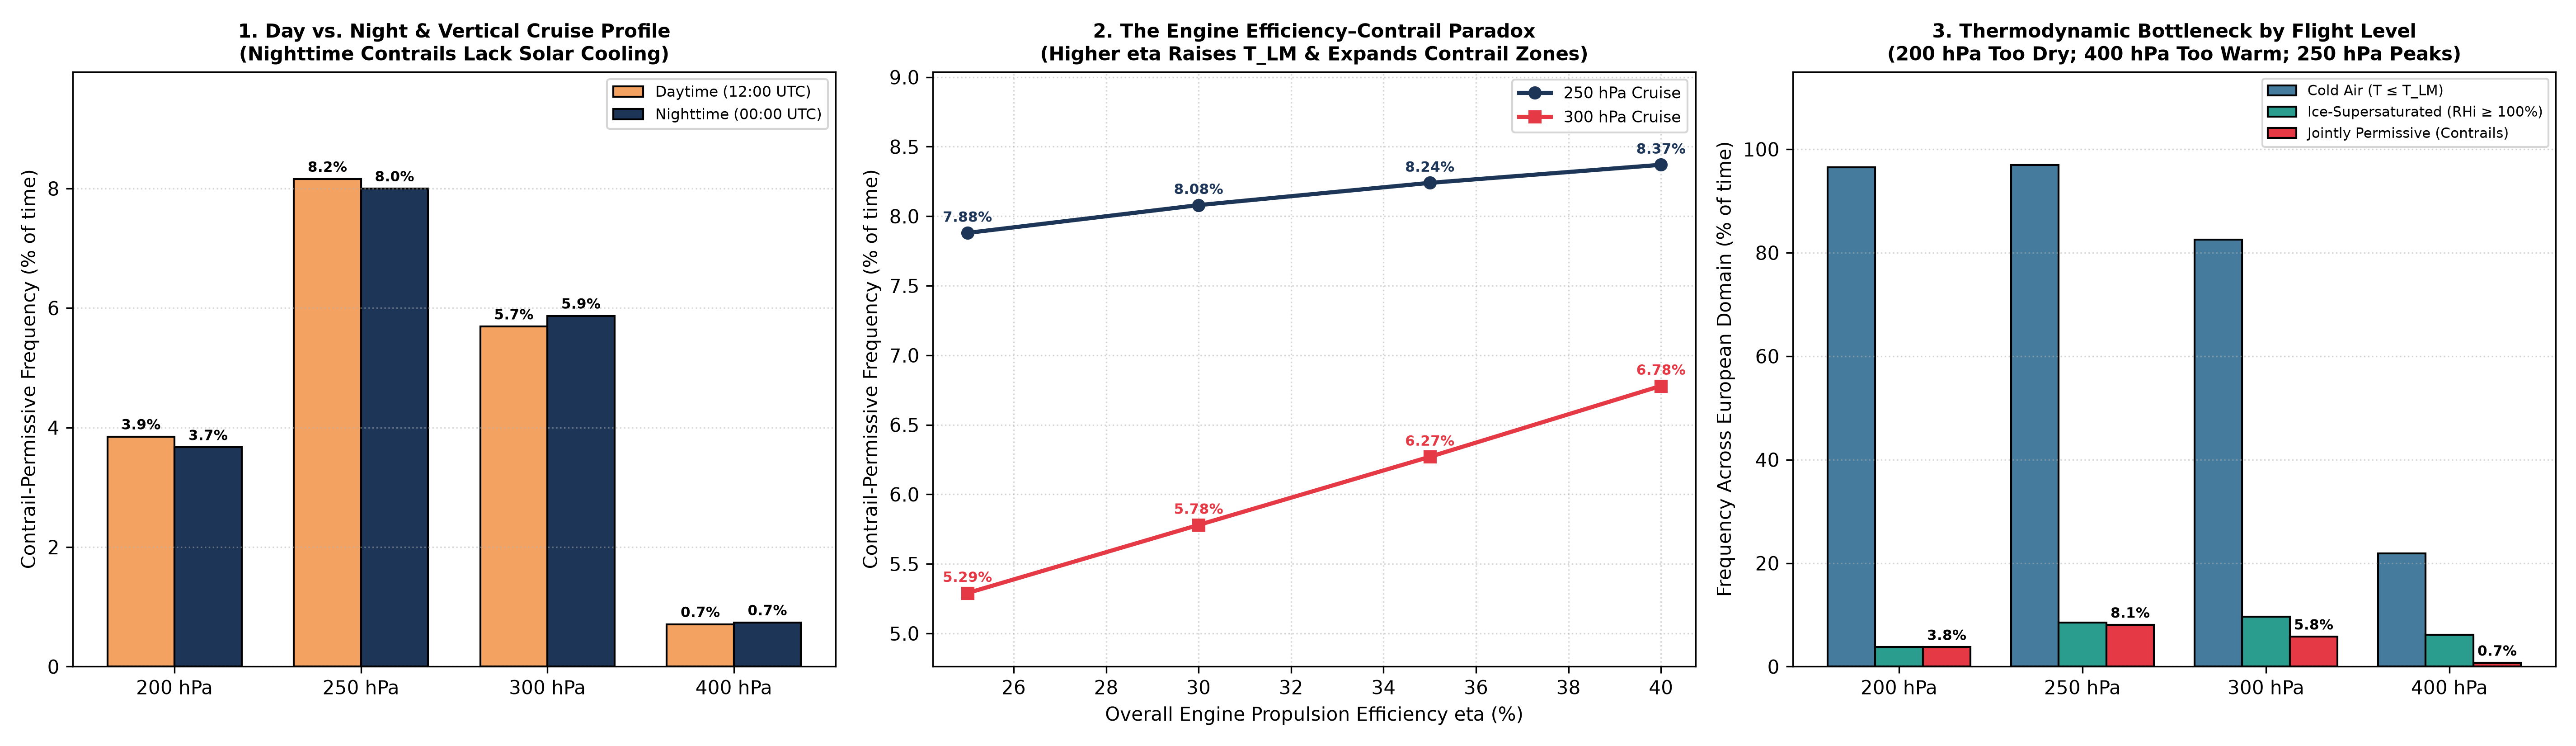 1. Day vs. Night & Vertical Cruise Profile
(Nighttime Contrails Lack Solar Cooling)
Contrail-Permissive Frequency (% of time)
8
6
4
2
0
Daytime (12:00 UTC)
Nighttime (00:00 UTC)
3.9%
3.7%
8.2%
8.0%
5.7%
5.9%
0.7%
0.7%
200 hPa
250 hPa
300 hPa
400 hPa
2. The Engine Efficiency–Contrail Paradox
(Higher eta Raises T_LM & Expands Contrail Zones)
Contrail-Permissive Frequency (% of time)
9.0
8.5
8.0
7.5
7.0
6.5
6.0
5.5
5.0
250 hPa Cruise
300 hPa Cruise
7.88%
8.08%
8.24%
8.37%
5.29%
5.78%
6.27%
6.78%
26
28
30
32
34
36
38
40
Overall Engine Propulsion Efficiency eta (%)
3. Thermodynamic Bottleneck by Flight Level
(200 hPa Too Dry; 400 hPa Too Warm; 250 hPa Peaks)
Frequency Across European Domain (% of time)
100
80
60
40
20
0
Cold Air (T ≤ T_LM)
Ice-Supersaturated (RHi ≥ 100%)
Jointly Permissive (Contrails)
3.8%
8.1%
5.8%
0.7%
200 hPa
250 hPa
300 hPa
400 hPa